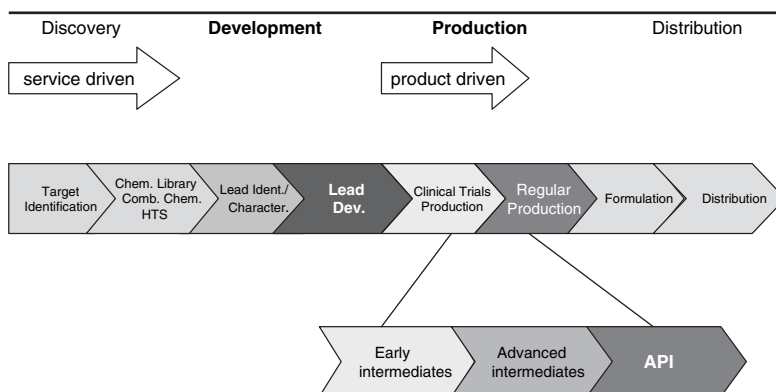 Discovery Development Production Distribution
service driven product driven
Target
Identification
Chem. Library
Comb. Chem.
HTS
Lead Ident./
Character.
Lead
Dev.
Clinical Trials
Production
Regular
Production
Formulation
Distribution
Early
intermediates
Advanced
intermediates
API